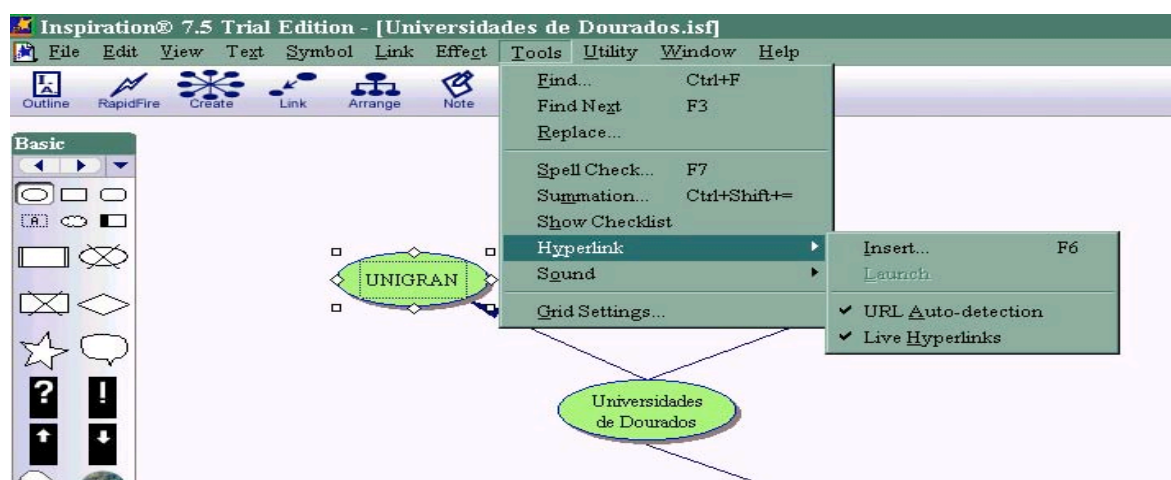 Inspiration® 7.5 Trial Edition - [Universidades de Dourados.isf]
File Edit View Text Symbol Link Effect Tools Utility Window Help
Outline RapidFire Create Link Arrange Note
Find... Ctrl+F
Find Next F3
Replace...
Spell Check... F7
Summation... Ctrl+Shift+=
Show Checklist
Hyperlink
Sound
Grid Settings...
Insert... F6
Launch
URL Auto-detection
Live Hyperlinks
Basic
A
?
!
UNIGRAN
Universidades
de Dourados